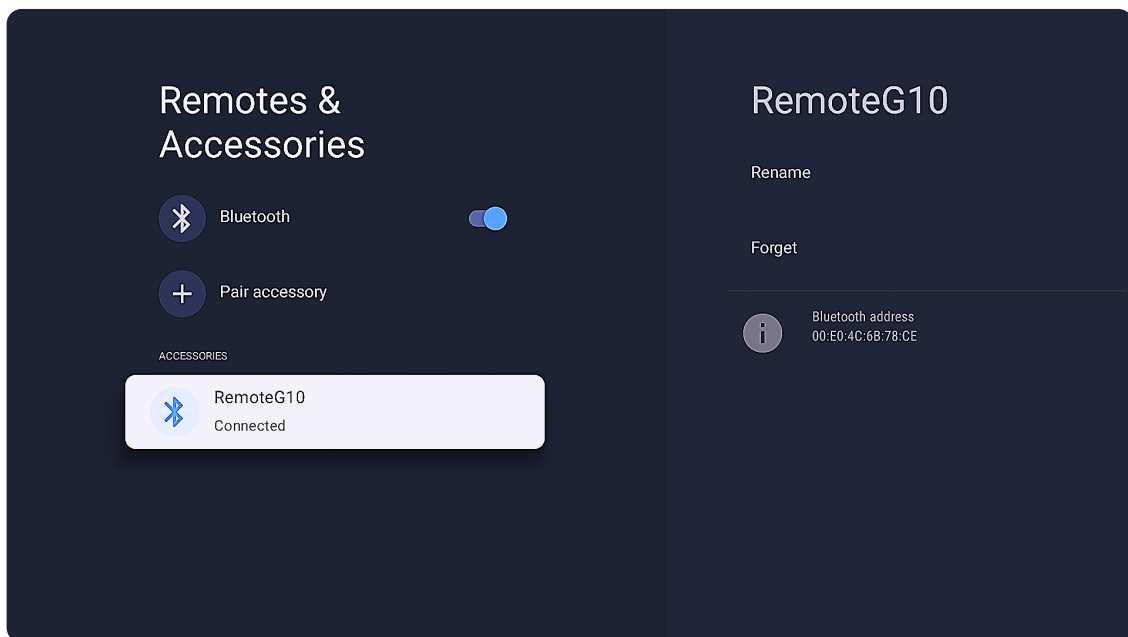 Remotes &
Accessories
Bluetooth
Pair accessory
ACCESSORIES
RemoteG10
Connected
RemoteG10
Rename
Forget
Bluetooth address
00:E0:4C:6B:78:CE